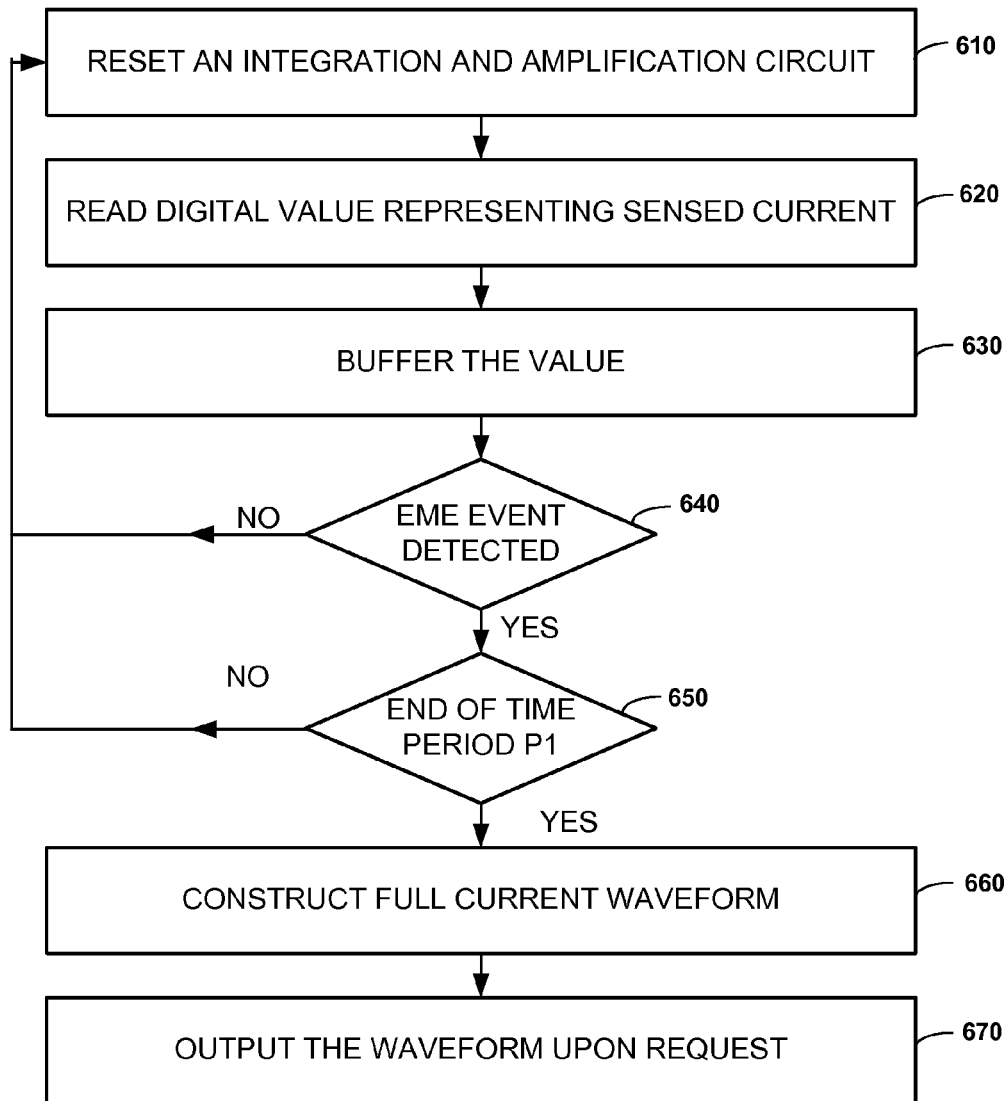 RESET AN INTEGRATION AND AMPLIFICATION CIRCUIT
610
READ DIGITAL VALUE REPRESENTING SENSED CURRENT
620
BUFFER THE VALUE
630
EME EVENT
DETECTED
640
NO
YES
END OF TIME
PERIOD P1
650
NO
YES
CONSTRUCT FULL CURRENT WAVEFORM
660
OUTPUT THE WAVEFORM UPON REQUEST
670